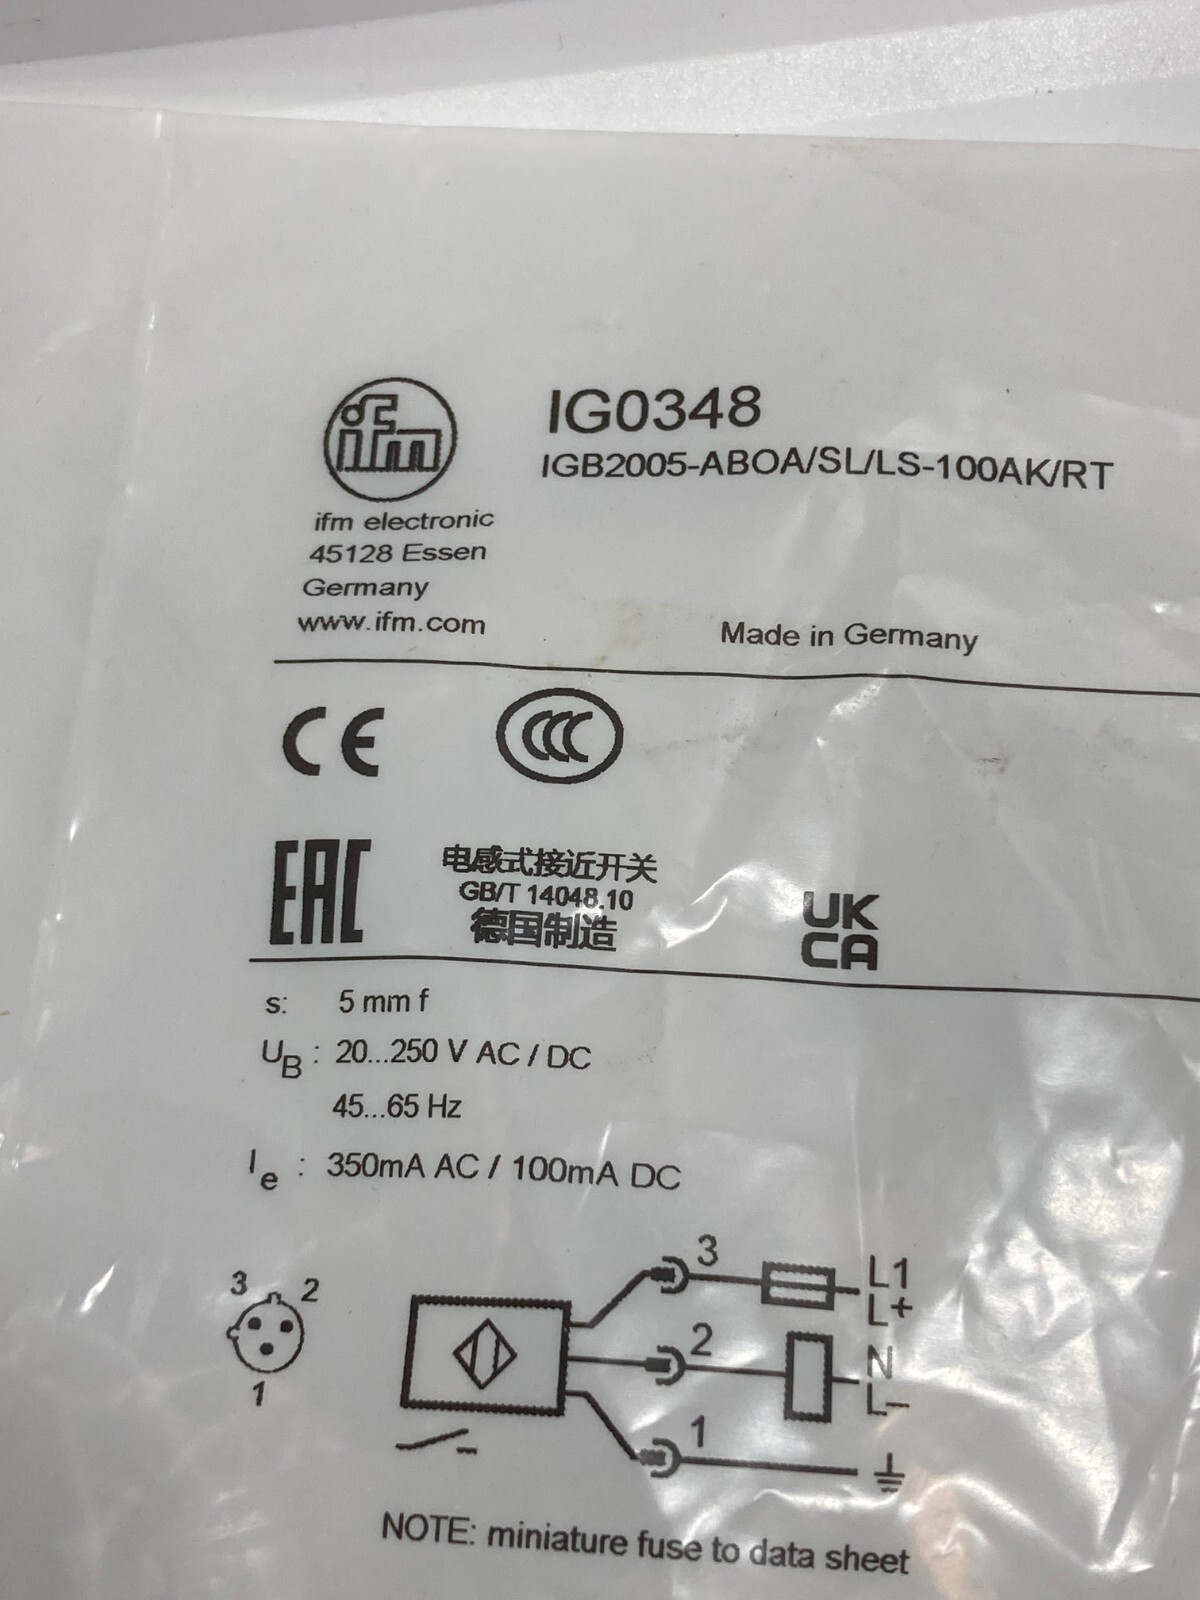 ifm
IG0348
IGB2005-ABOA/SL/LS-100AK/RT
ifm electronic
45128 Essen
Germany
www.ifm.com
Made in Germany
CE
CCC
EAC
电感式接近开关
GB/T 14048.10
德国制造
UK
CA
s: 5 mm f
UB : 20...250 V AC / DC
45...65 Hz
Ie : 350mA AC / 100mA DC
3 2
1
3 L1
L+
2 N
L-
1
NOTE: miniature fuse to data sheet